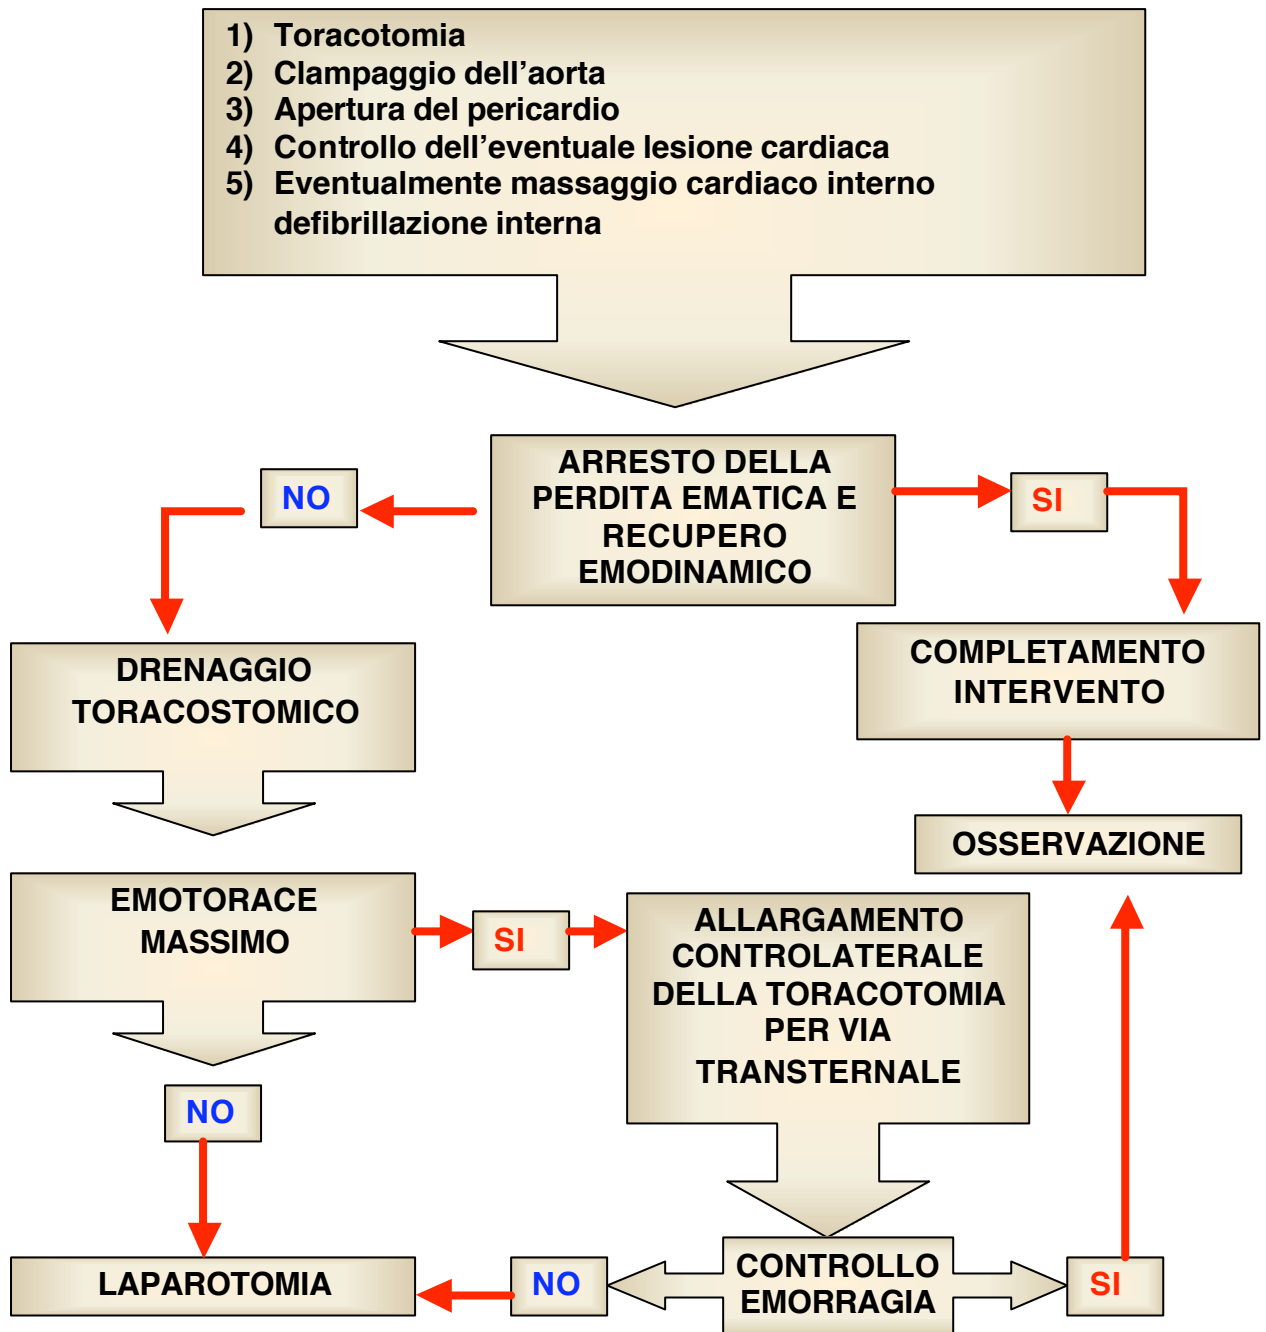 1) Toracotomia
2) Clampaggio dell'aorta
3) Apertura del pericardio
4) Controllo dell'eventuale lesione cardiaca
5) Eventualmente massaggio cardiaco interno
defibrillazione interna
ARRESTO DELLA
PERDITA EMATICA E
RECUPERO
EMODINAMICO
NO
SI
DRENAGGIO
TORACOSTOMICO
COMPLETAMENTO
INTERVENTO
OSSERVAZIONE
EMOTORACE
MASSIMO
SI
ALLARGAMENTO
CONTROLATERALE
DELLA TORACOTOMIA
PER VIA
TRANSTERNALE
NO
LAPAROTOMIA
NO
CONTROLLO
EMORRAGIA
SI